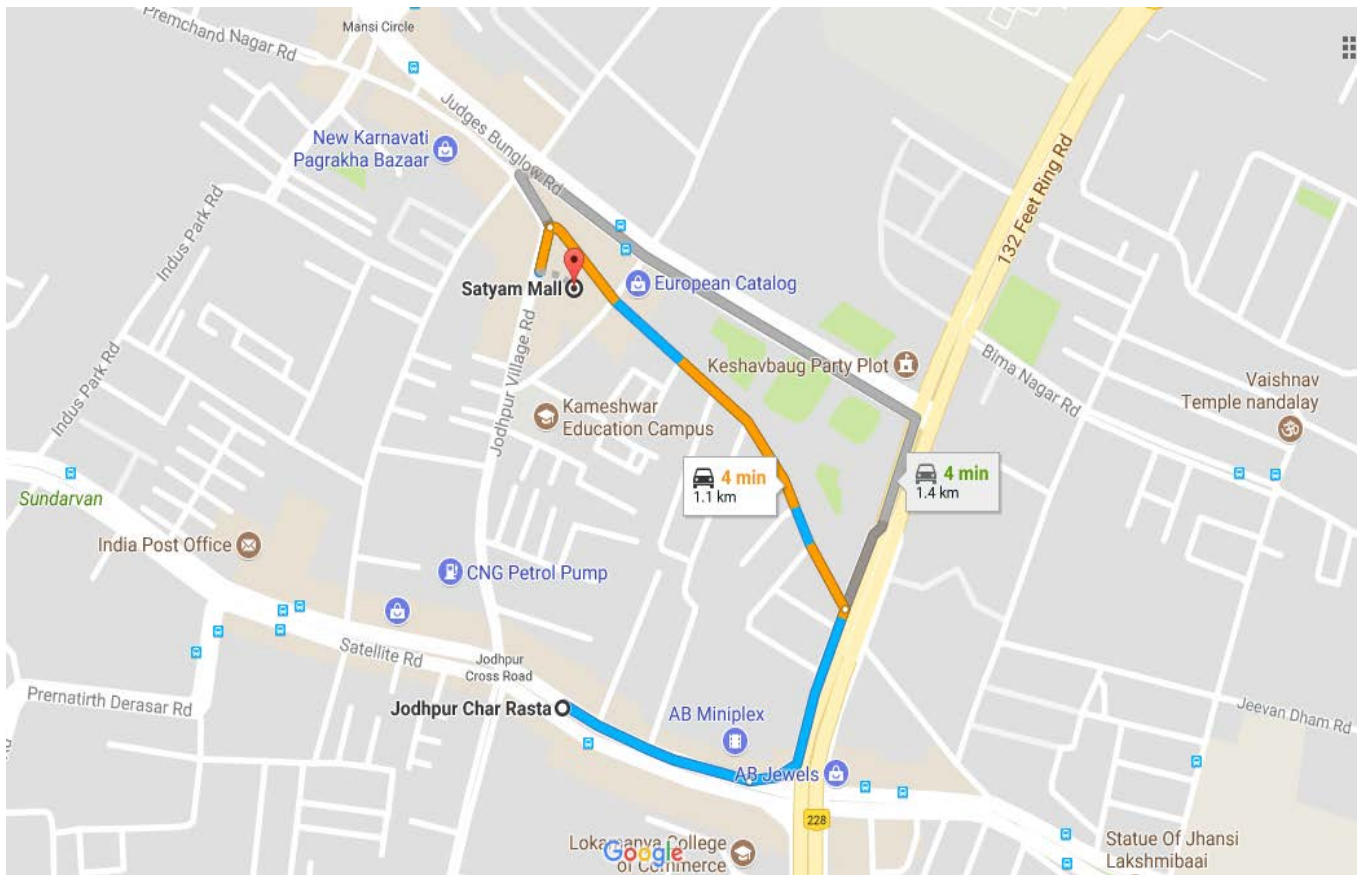 Mansi Circle
Premchand Nagar Rd
Judges Bunglow Rd
New Karnavati
Pagrakha Bazaar
132 Feet Ring Rd
Indus Park Rd
Satyam Mall
European Catalog
Jodhpur Village Rd
Keshavbaug Party Plot
Bima Nagar Rd
Vaishnav
Temple nandalay
Indus Park Rd
Kameshwar
Education Campus
4 min
1.1 km
4 min
1.4 km
Sundarvan
India Post Office
CNG Petrol Pump
Satellite Rd
Jodhpur
Cross Road
Prernatirth Derasar Rd
Jodhpur Char Rasta
AB Miniplex
Jeevan Dham Rd
AB Jewels
228
Lokamanya College
of Commerce
Google
Statue Of Jhansi
Lakshmibaai